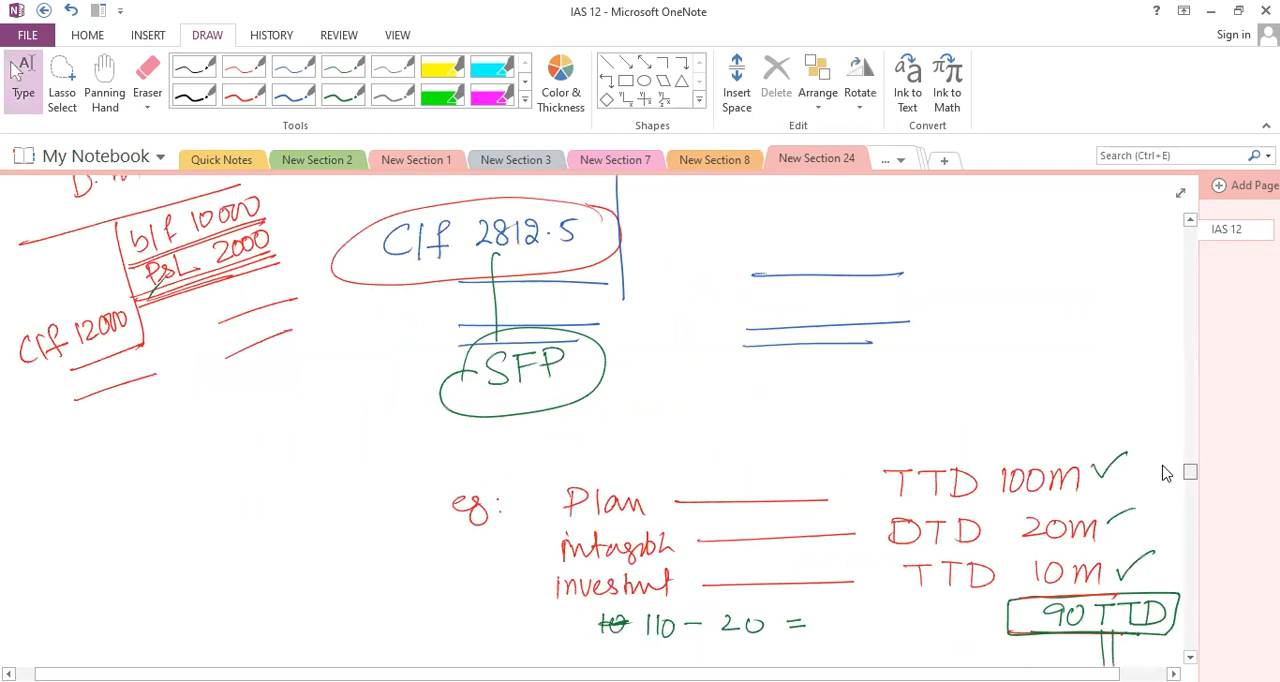 IAS 12 - Microsoft OneNote
FILE HOME INSERT DRAW HISTORY REVIEW VIEW Sign in
Type Lasso Select Panning Hand Eraser Color & Thickness Insert Space Delete Arrange Rotate Ink to Text Ink to Math
Tools Shapes Edit Convert
My Notebook Quick Notes New Section 2 New Section 1 New Section 3 New Section 7 New Section 8 New Section 24 ... Search (Ctrl+E)
Add Page
IAS 12
b/f 10000
P&L 2000
C/f 12000
C/f 2812.5
SFP
eg: Plan TTD 100M
DTD 20M
investmt TTD 10M
90 TTD
110 - 20 =